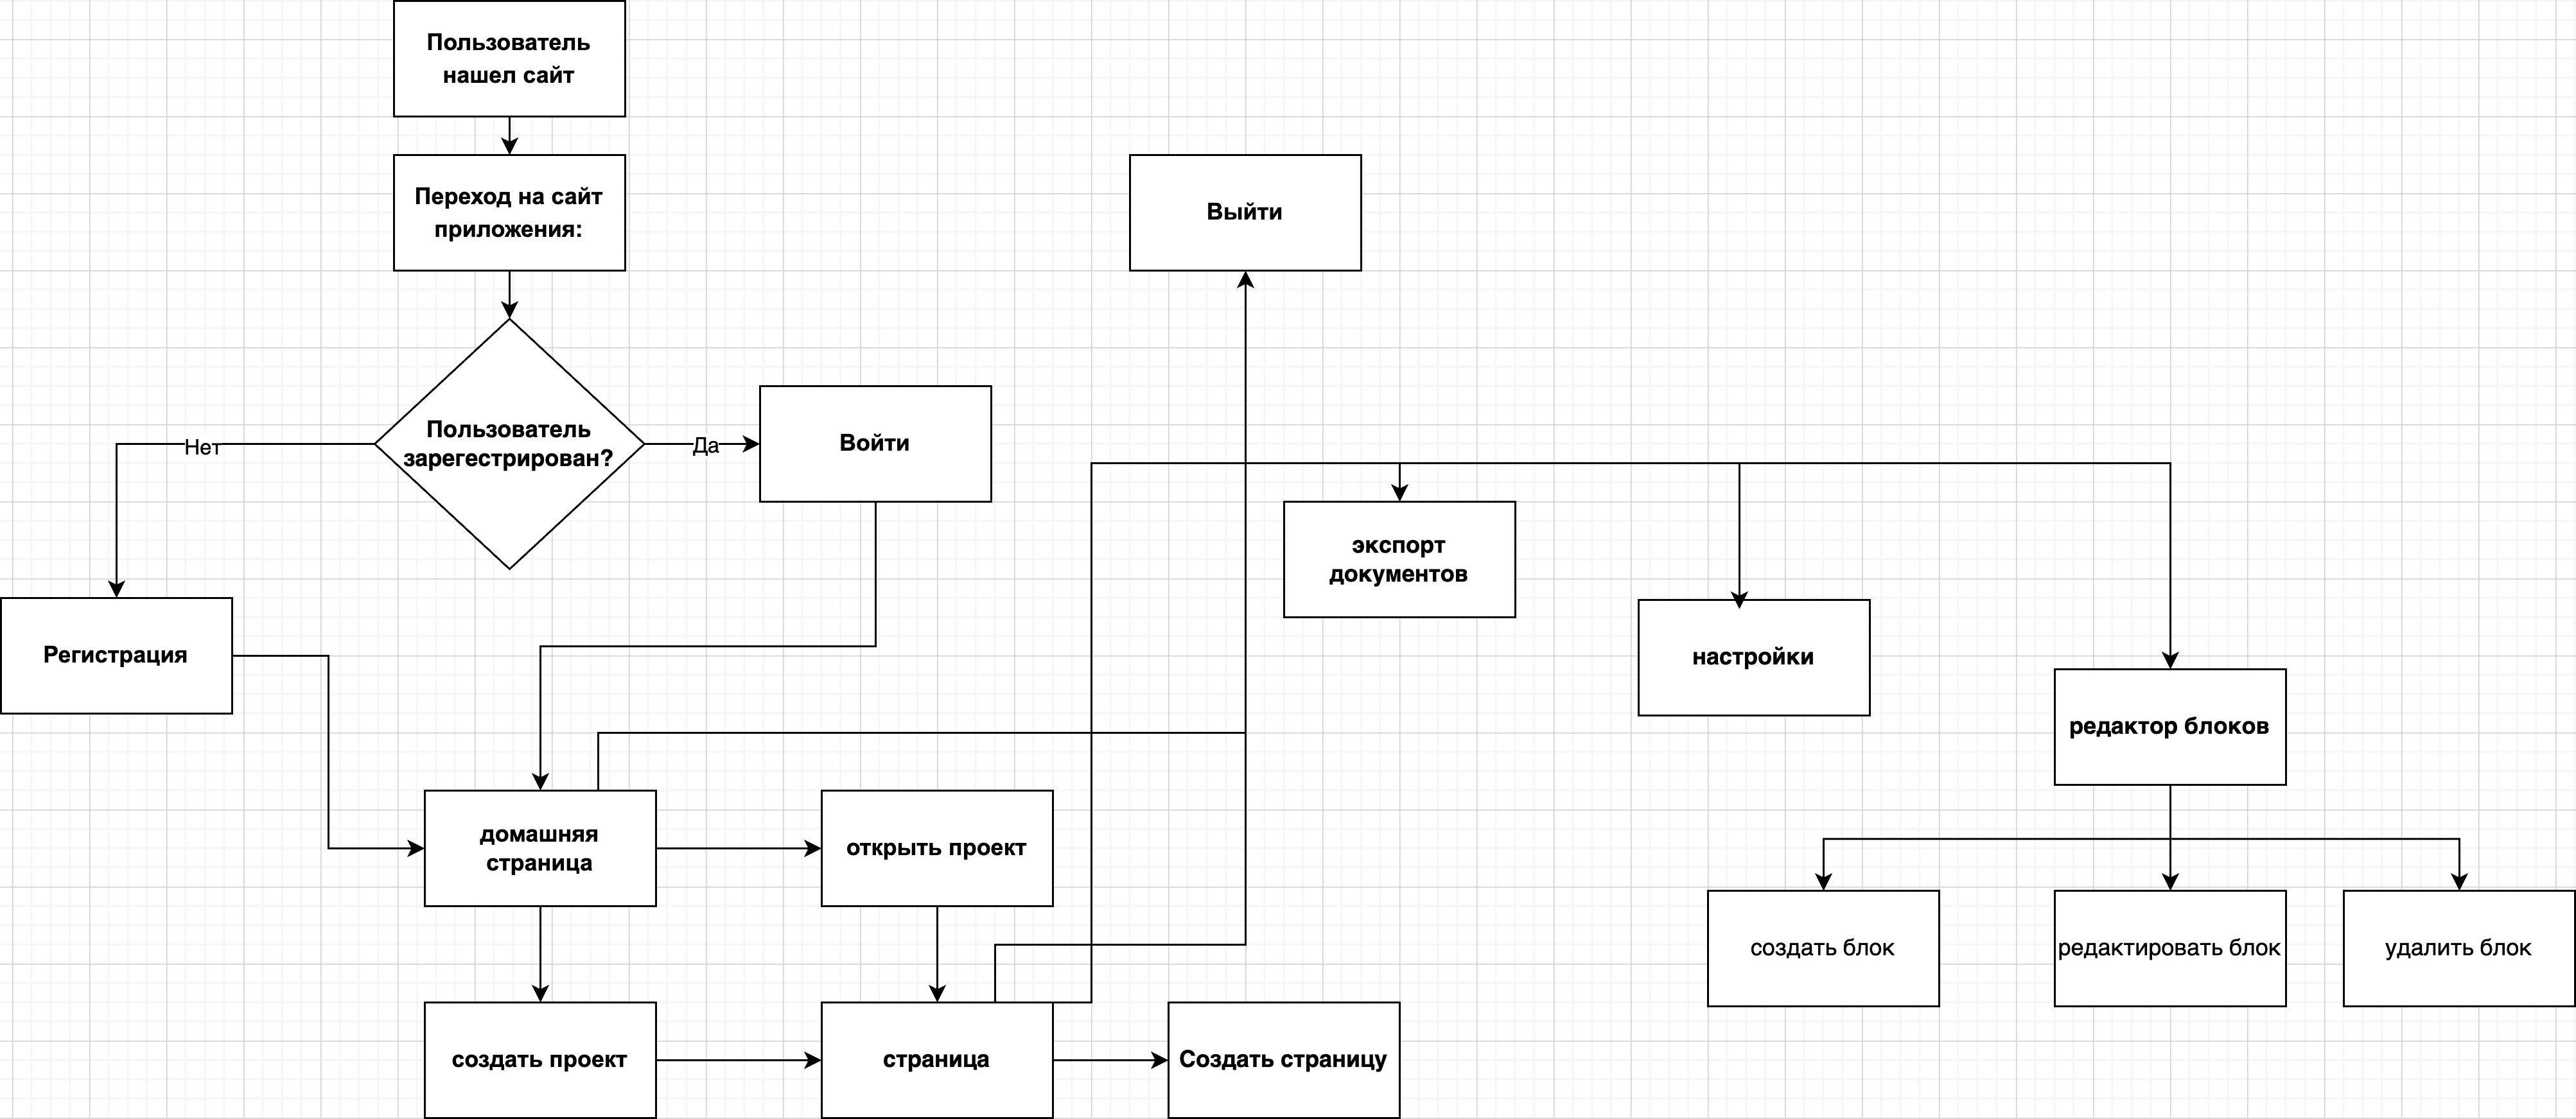 Пользователь
нашел сайт
Переход на сайт
приложения:
Выйти
Пользователь
зарегестрирован?
Нет
Да
Войти
экспорт
документов
Регистрация
настройки
редактор блоков
домашняя
страница
открыть проект
создать блок
редактировать блок
удалить блок
создать проект
страница
Создать страницу